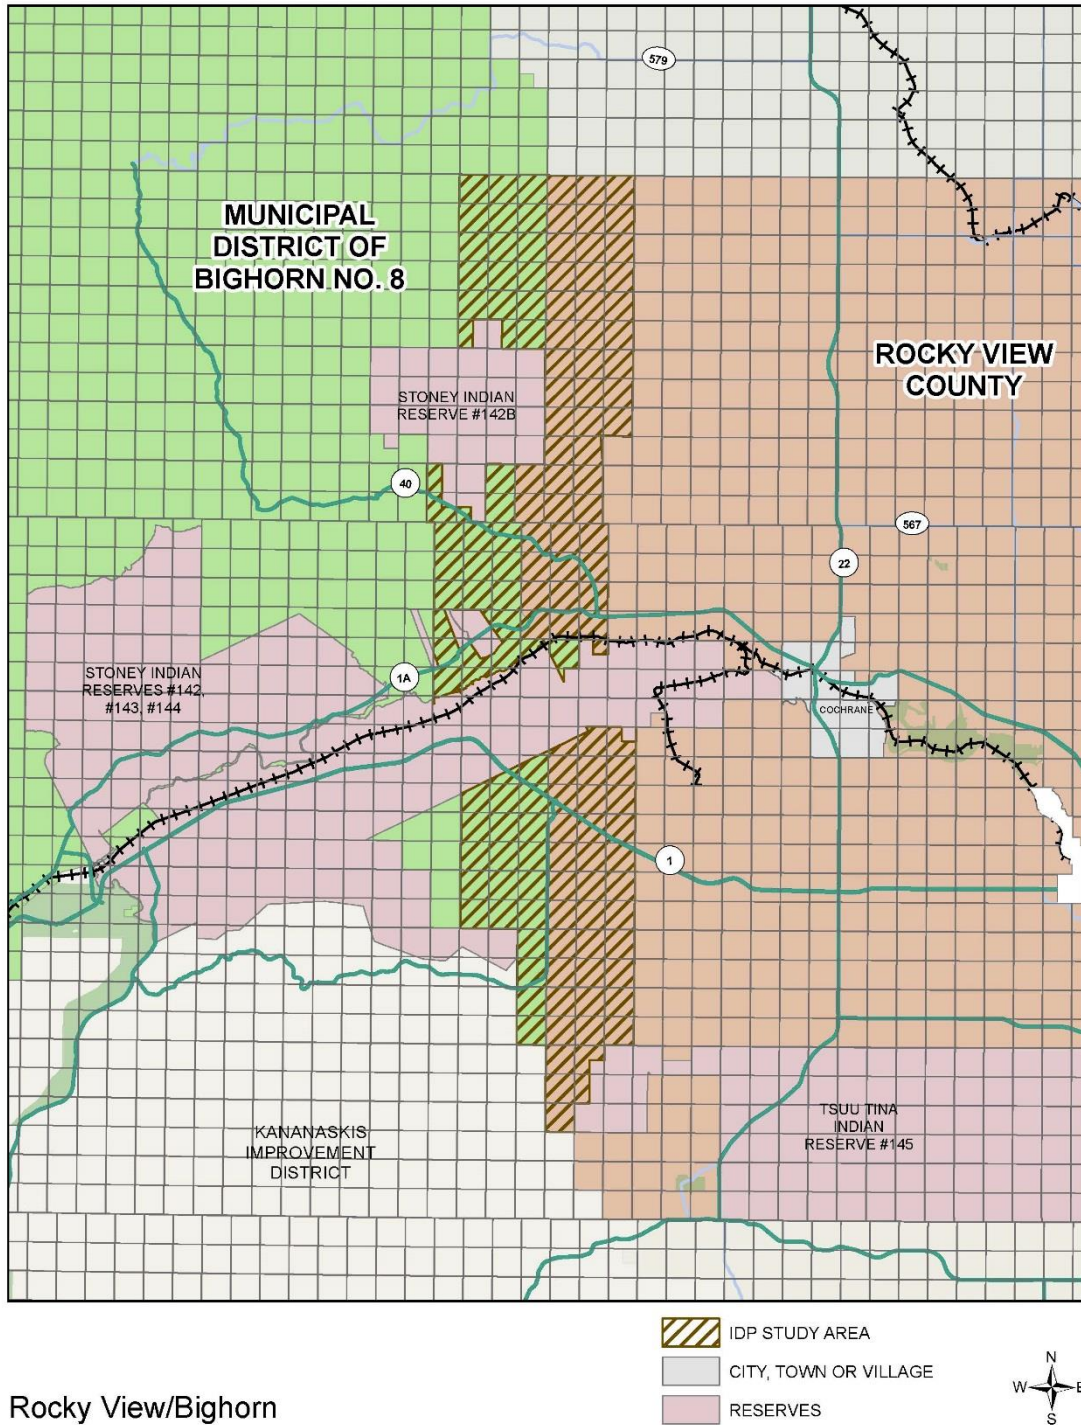 579
MUNICIPAL
DISTRICT OF
BIGHORN NO. 8
ROCKY VIEW
COUNTY
STONEY INDIAN
RESERVE #142B
40
567
22
STONEY INDIAN
RESERVES #142,
#143, #144
1A
COCHRANE
1
TSUU TINA
INDIAN
RESERVE #145
KANANASKIS
IMPROVEMENT
DISTRICT
IDP STUDY AREA
CITY, TOWN OR VILLAGE
RESERVES
N
W E
S
Rocky View/Bighorn